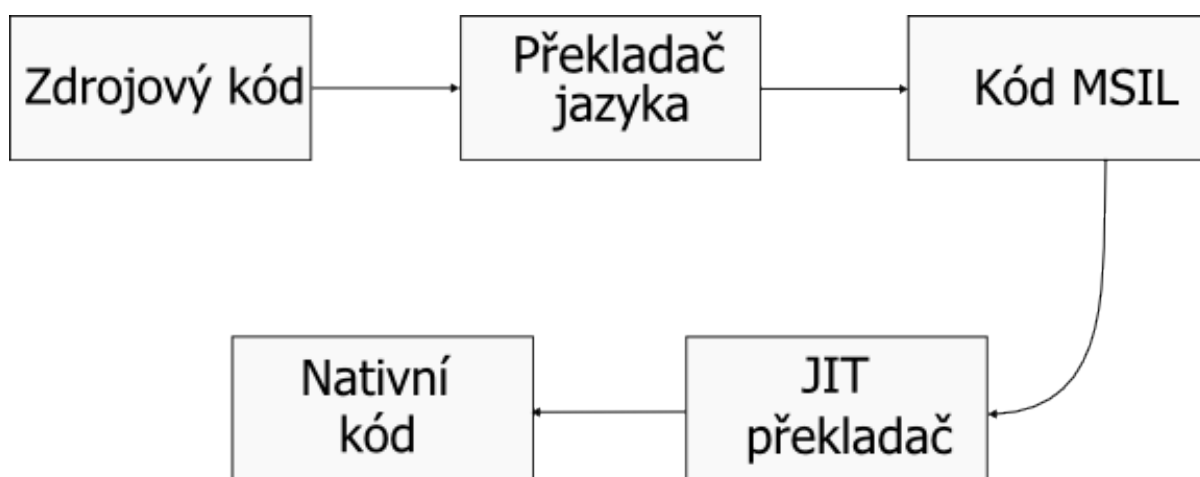 Zdrojový kód
Překladač
jazyka
Kód MSIL
JIT
překladač
Nativní
kód